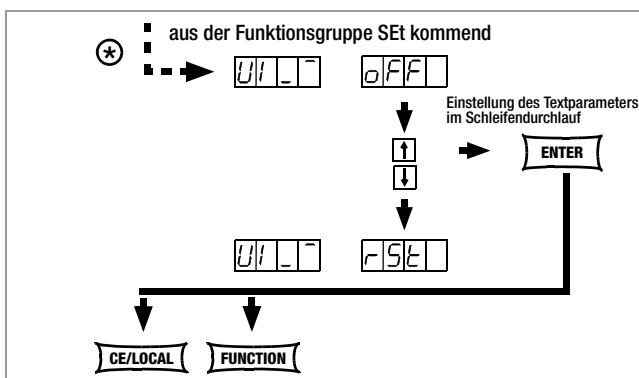 aus der Funktionsgruppe SEt kommend
UI _ ¯ oFF
Einstellung des Textparameters
im Schleifendurchlauf
ENTER
UI _ ¯ rSt
CE/LOCAL FUNCTION